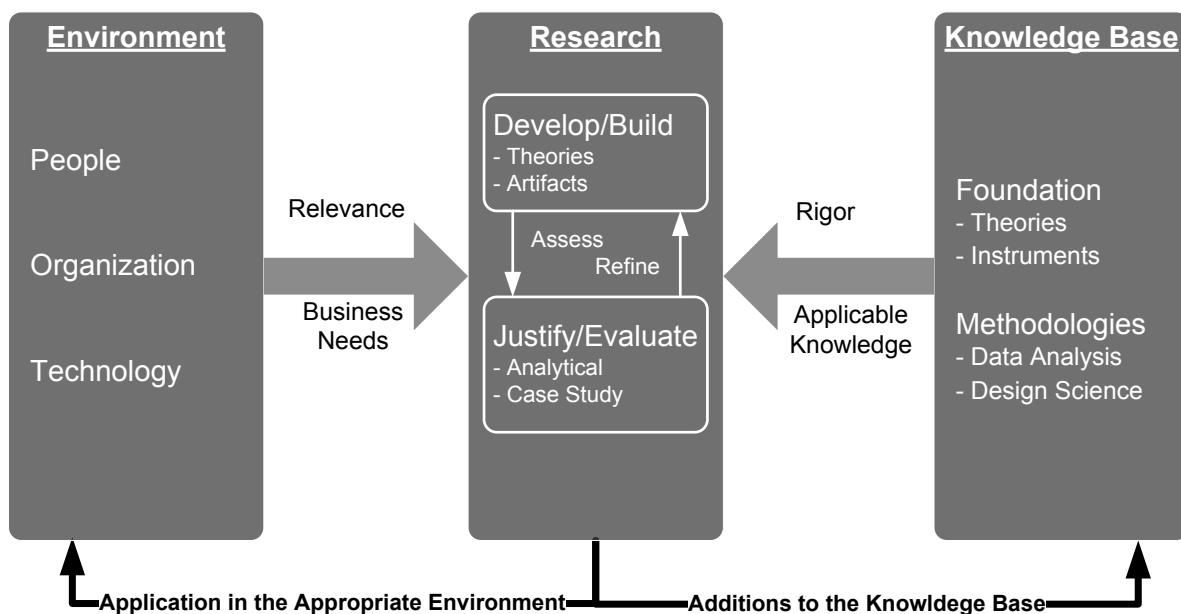 Environment
People
Organization
Technology
Relevance
Business
Needs
Research
Develop/Build
- Theories
- Artifacts
Assess
Refine
Justify/Evaluate
- Analytical
- Case Study
Rigor
Applicable
Knowledge
Knowledge Base
Foundation
- Theories
- Instruments
Methodologies
- Data Analysis
- Design Science
Application in the Appropriate Environment
Additions to the Knowldege Base